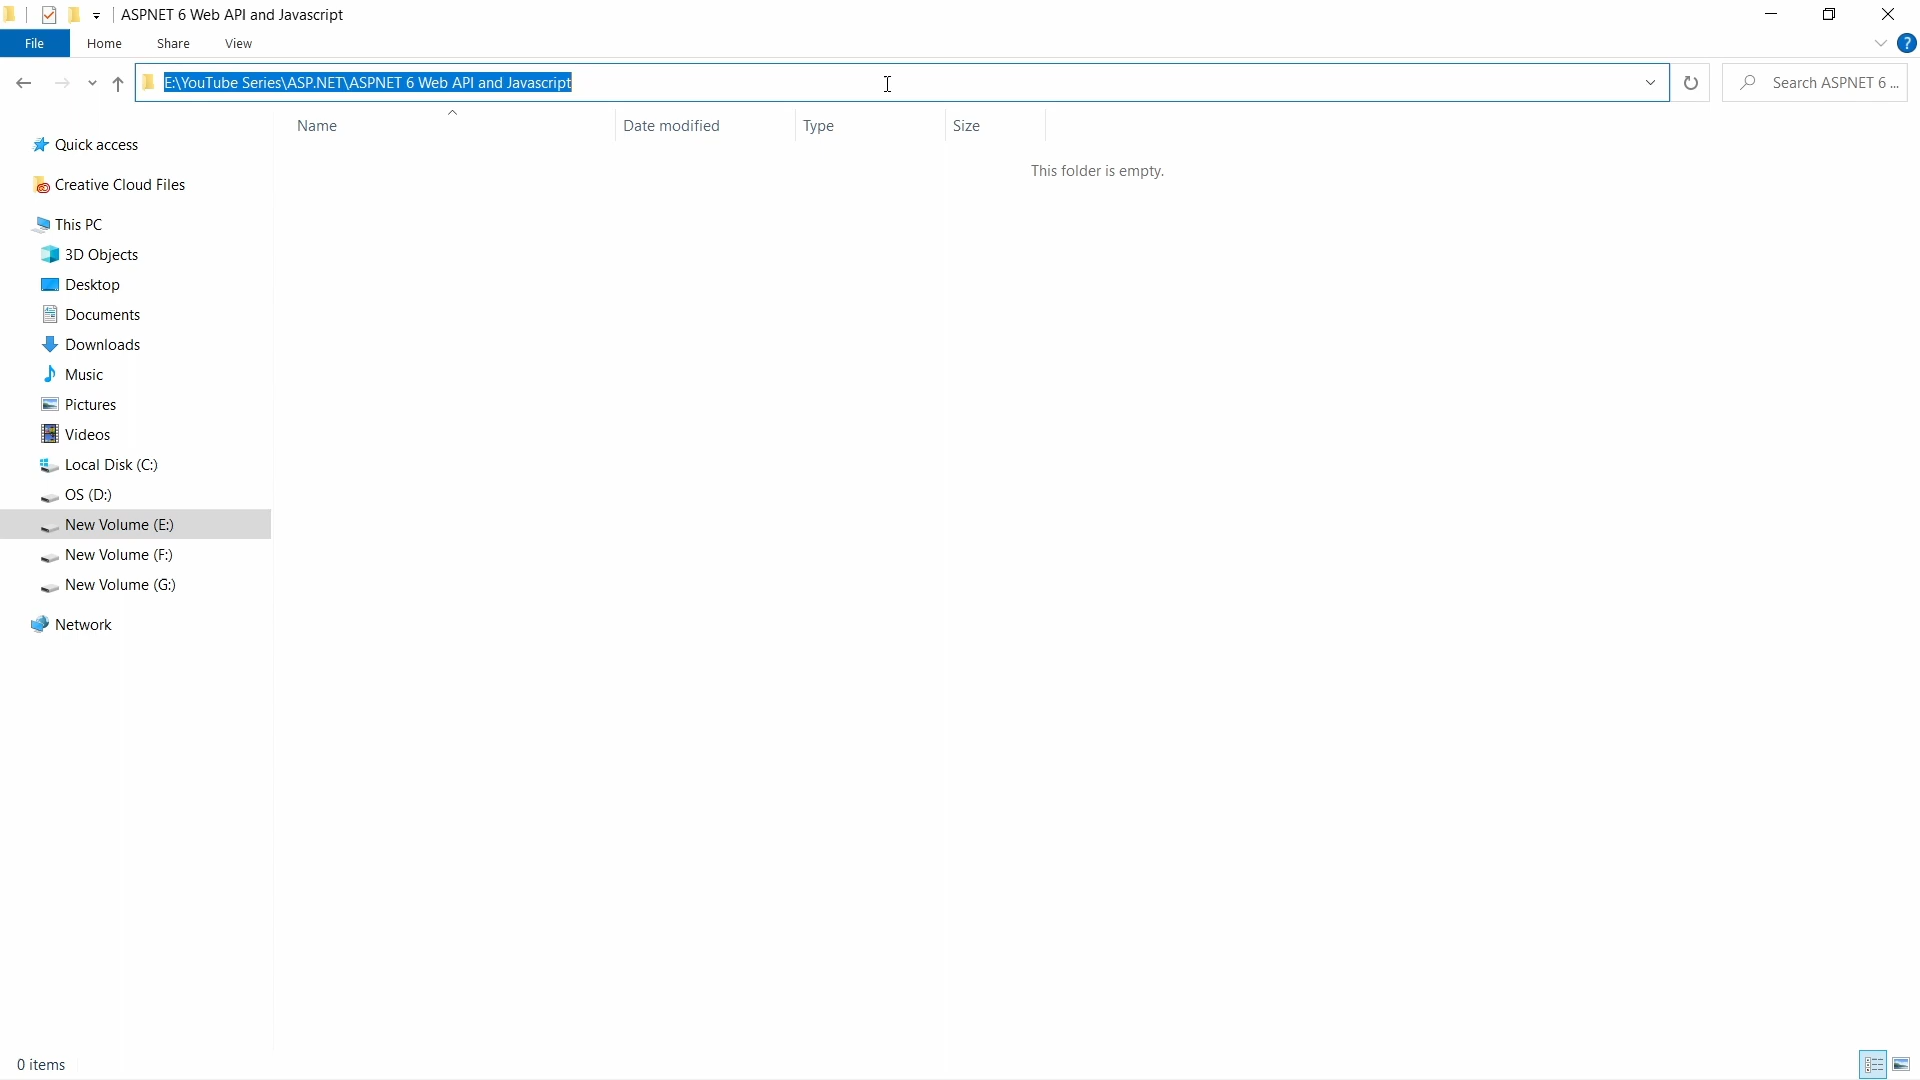 ASPNET 6 Web API and Javascript
File Home Share View
?
E:\YouTube Series\ASP.NET\ASPNET 6 Web API and Javascript
Search ASPNET 6 ...
Name Date modified Type Size
This folder is empty.
Quick access
Creative Cloud Files
This PC
3D Objects
Desktop
Documents
Downloads
Music
Pictures
Videos
Local Disk (C:)
OS (D:)
New Volume (E:)
New Volume (F:)
New Volume (G:)
Network
0 items